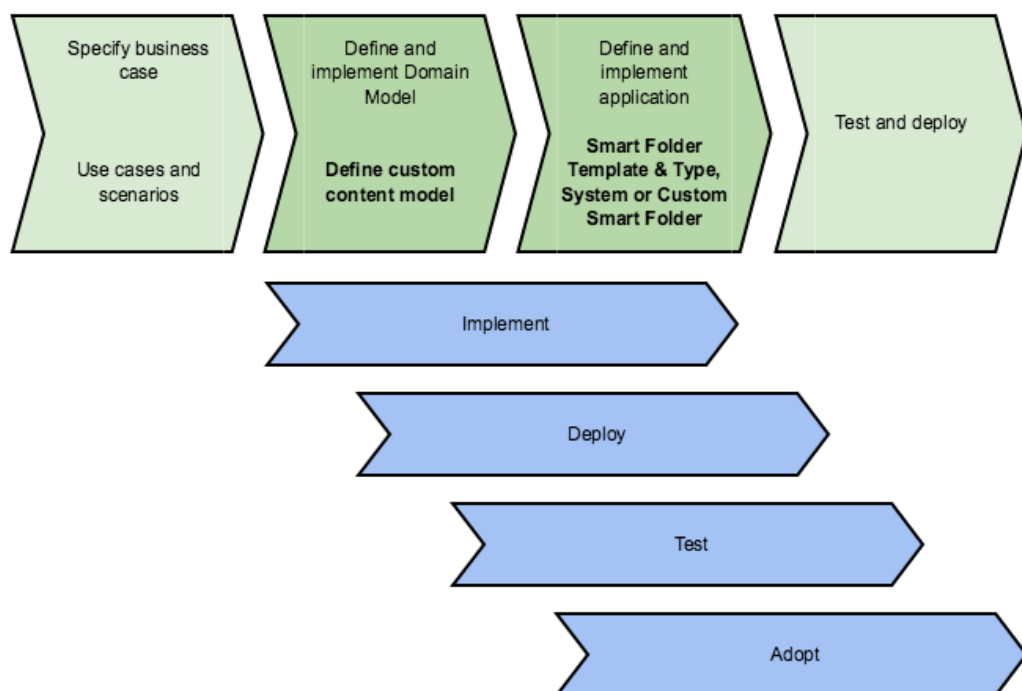 Specify business
case
Use cases and
scenarios
Define and
implement Domain
Model
Define custom
content model
Define and
implement
application
Smart Folder
Template & Type,
System or Custom
Smart Folder
Test and deploy
Implement
Deploy
Test
Adopt